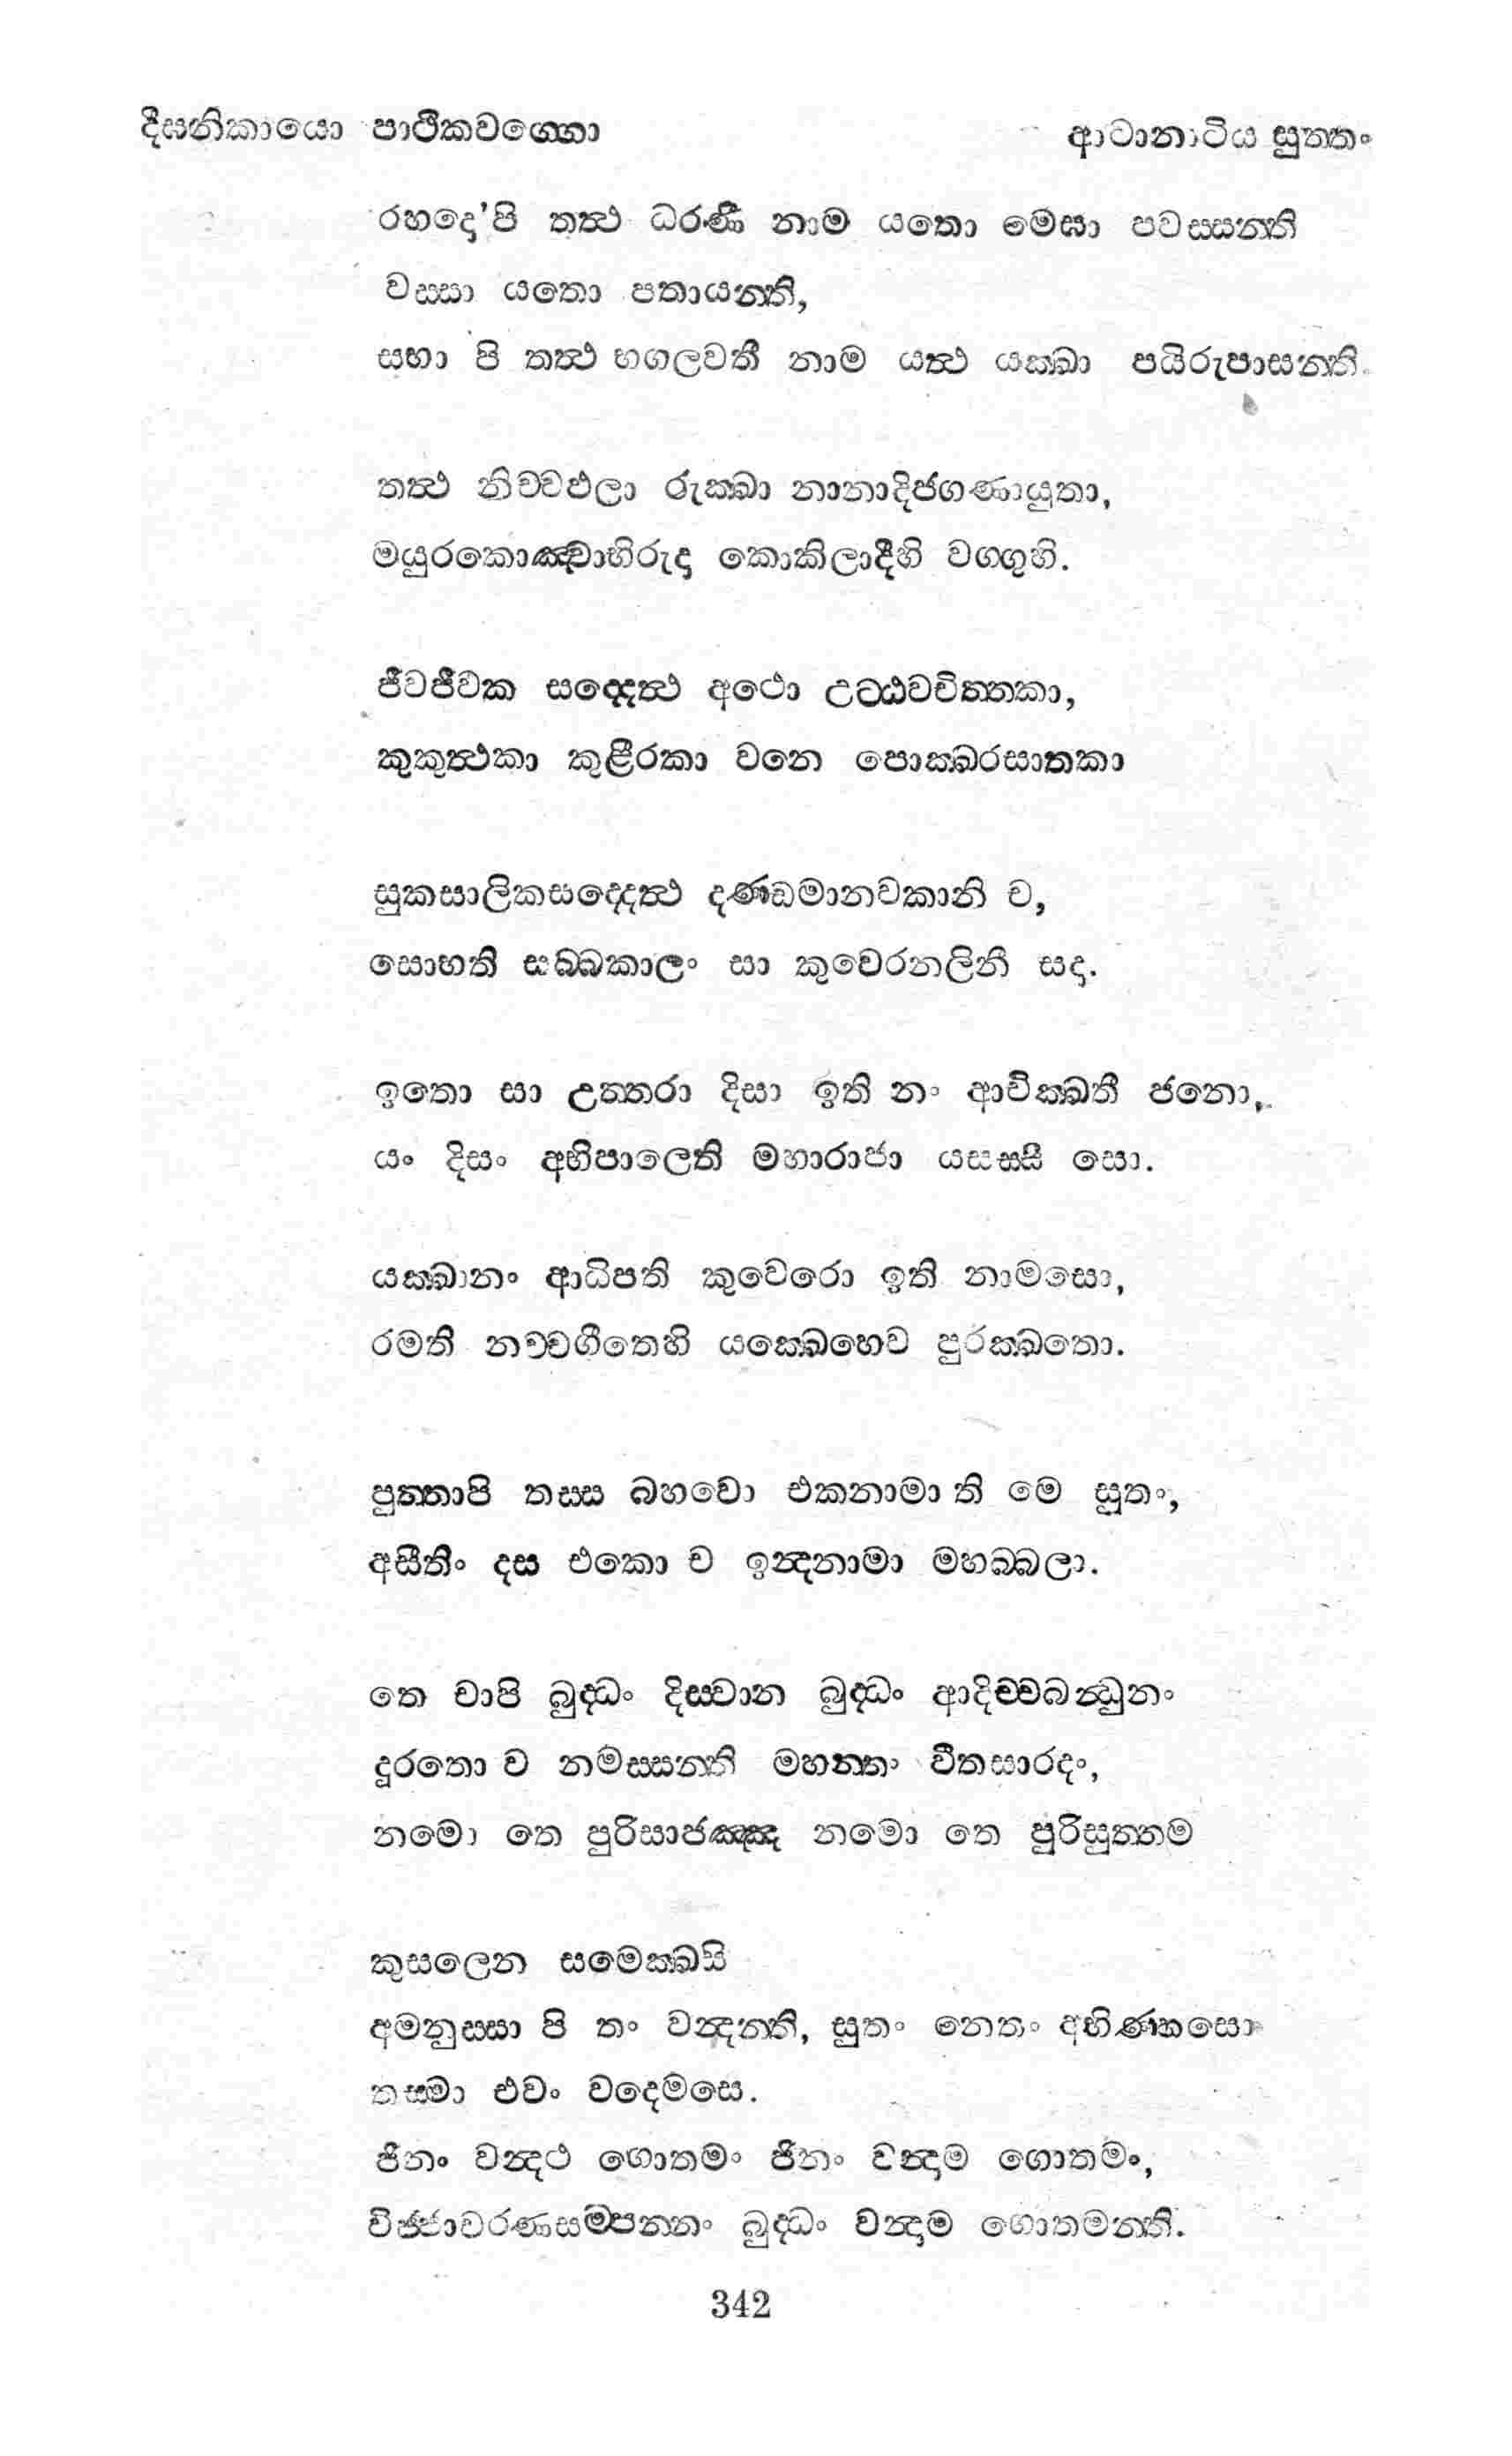 දීඝනිකායො පාථිකවග්ගො ආටානාටිය සුත්තං
රහදො'පි තත්ථ ධරණී නාම යතො මෙඝා පවස්සන්ති
වස්සා යතො පතායන්ති,
සභා පි තත්ථ භගලවතී නාම යත්ථ යක්ඛා පයිරුපාසන්ති.
තත්ථ නිච්චඵලා රුක්ඛා නානාදිජගණායුතා,
මයුරකොඤ්චාභිරුදා කොකිලාදීහි වග්ගුහි.
ජීවජීවක සද්දෙත්ථ අථො උට්ඨවචිත්තකා,
කුකුත්ථකා කුළීරකා වනෙ පොක්ඛරසාතකා
සුකසාලිකසද්දෙත්ථ දණ්ඩමානවකානි ච,
සොභති සබ්බකාලං සා කුවෙරනලිනී සදා.
ඉතො සා උත්තරා දිසා ඉති නං ආචික්ඛතී ජනො,
යං දිසං අභිපාලෙති මහාරාජා යසස්සී සො.
යක්ඛානං ආධිපති කුවෙරො ඉති නාමසො,
රමති නච්චගීතෙහි යක්ඛෙහෙව පුරක්ඛතො.
පුත්තාපි තස්ස බහවො එකනාමා ති මෙ සුතං,
අසීතිං දස එකො ච ඉන්දනාමා මහබ්බලා.
තෙ චාපි බුද්ධං දිස්වාන බුද්ධං ආදිච්චබන්ධුනං
දූරතො ව නමස්සන්ති මහන්තං වීතසාරදං,
නමො තෙ පුරිසාජඤ්ඤ නමො තෙ පුරිසුත්තම
කුසලෙන සමෙක්ඛසි
අමනුස්සා පි තං වන්දන්ති, සුතං නෙතං අභිණ්හසො
තස්මා එවං වදෙමසෙ.
ජිනං වන්දථ ගොතමං ජිනං වන්දාම ගොතමං,
විජ්ජාචරණසම්පන්නං බුද්ධං වන්දාම ගොතමන්ති.
342